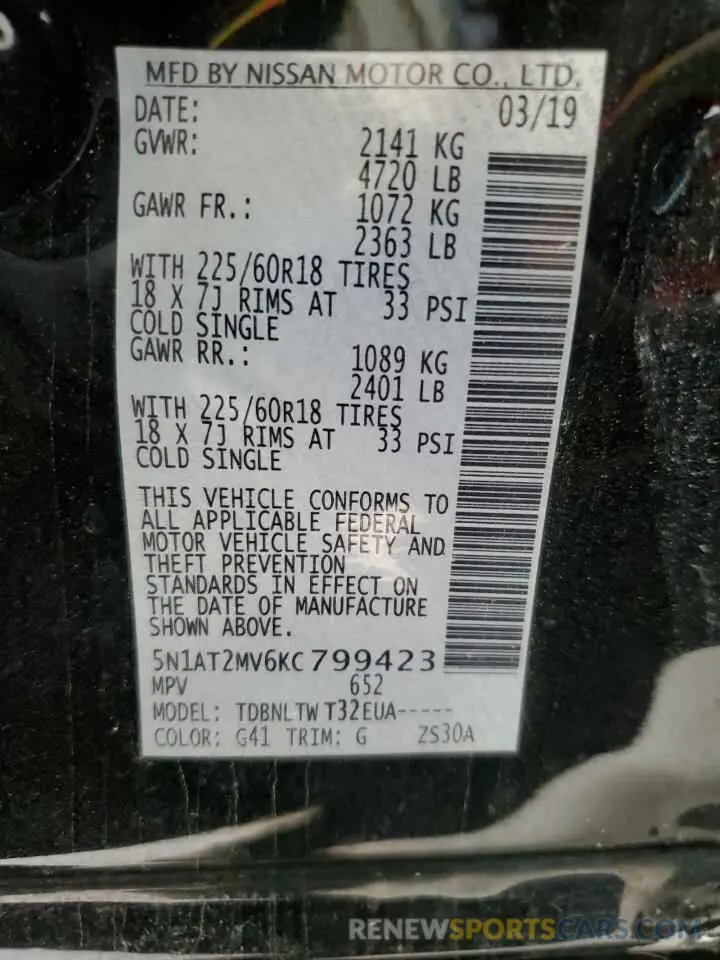 MFD BY NISSAN MOTOR CO., LTD.
DATE: 03/19
GVWR: 2141 KG
4720 LB
GAWR FR.: 1072 KG
2363 LB
WITH 225/60R18 TIRES
18 X 7J RIMS AT 33 PSI
COLD SINGLE
GAWR RR.: 1089 KG
2401 LB
WITH 225/60R18 TIRES
18 X 7J RIMS AT 33 PSI
COLD SINGLE
THIS VEHICLE CONFORMS TO
ALL APPLICABLE FEDERAL
MOTOR VEHICLE SAFETY AND
THEFT PREVENTION
STANDARDS IN EFFECT ON
THE DATE OF MANUFACTURE
SHOWN ABOVE.
5N1AT2MV6KC799423
MPV 652
MODEL: TDBNLTW T32EUA-----
COLOR: G41 TRIM: G ZS30A
RENEWSPORTSCARS.COM